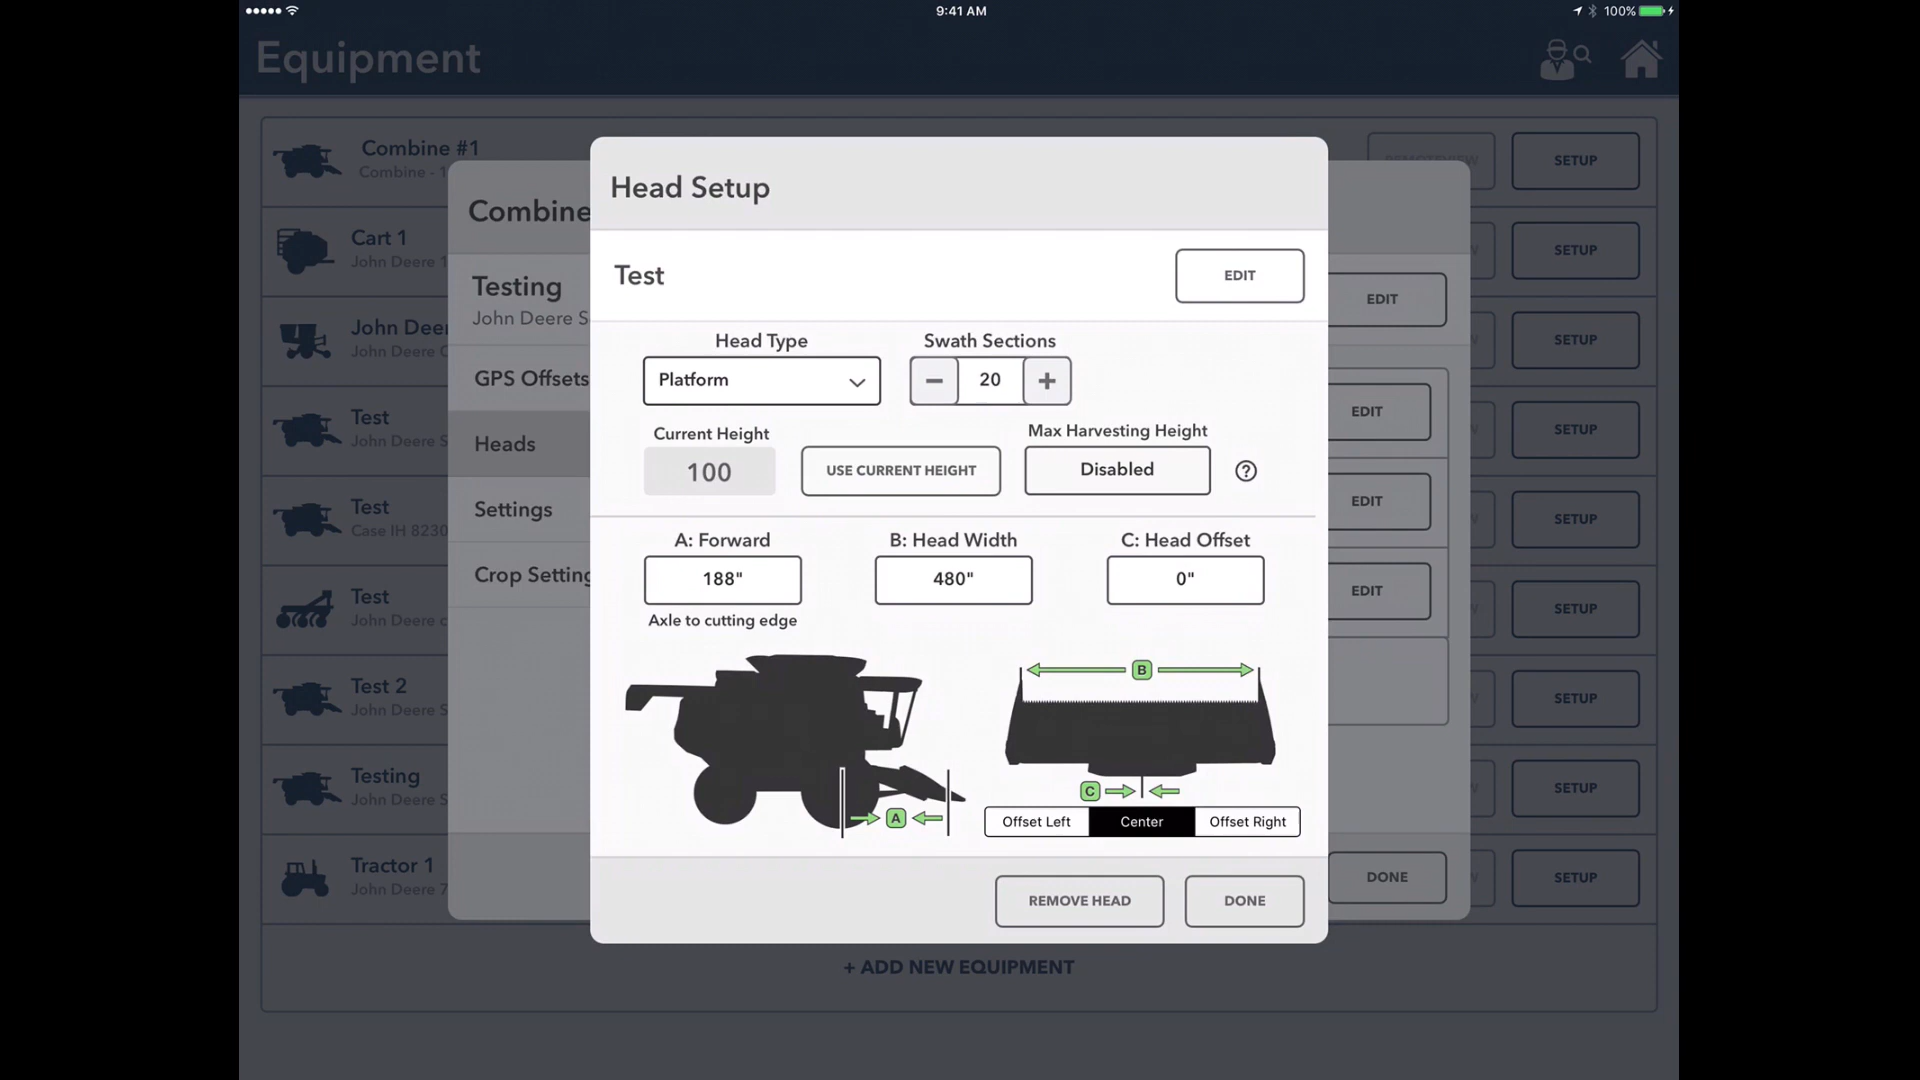 9:41 AM
100%
Equipment
Combine #1
Combine - 1
SETUP
Cart 1
John Deere 1
SETUP
John Deer
John Deere C
SETUP
Test
John Deere S
SETUP
Test
Case IH 8230
SETUP
Test
John Deere c
SETUP
Test 2
John Deere S
SETUP
Testing
John Deere S
SETUP
Tractor 1
John Deere 7
SETUP
+ ADD NEW EQUIPMENT
Combine
Testing
John Deere S
EDIT
GPS Offsets
Heads
Settings
Crop Setting
EDIT
EDIT
EDIT
DONE
Head Setup
Test
EDIT
Head Type
Platform
Swath Sections
− 20 +
Current Height
100
USE CURRENT HEIGHT
Max Harvesting Height
Disabled
?
A: Forward
188"
Axle to cutting edge
B: Head Width
480"
C: Head Offset
0"
A
B
C
Offset Left Center Offset Right
REMOVE HEAD
DONE